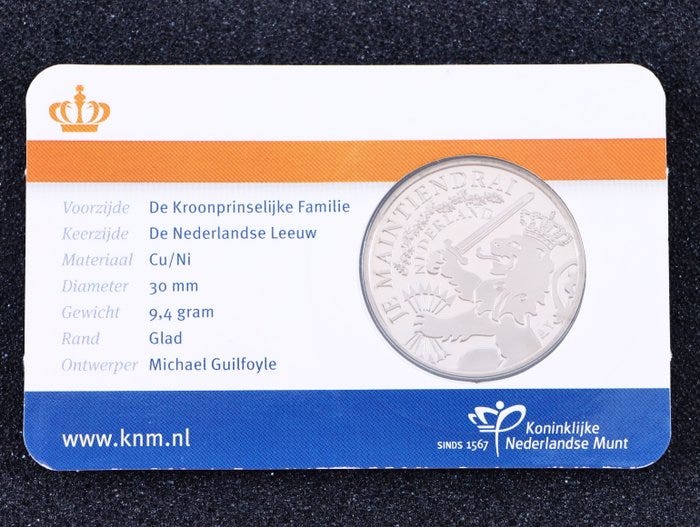 Voorzijde De Kroonprinselijke Familie
Keerzijde De Nederlandse Leeuw
Materiaal Cu/Ni
Diameter 30 mm
Gewicht 9,4 gram
Rand Glad
Ontwerper Michael Guilfoyle
JE MAINTIENDRAI
NEDERLAND
www.knm.nl
SINDS 1567
Koninklijke
Nederlandse Munt